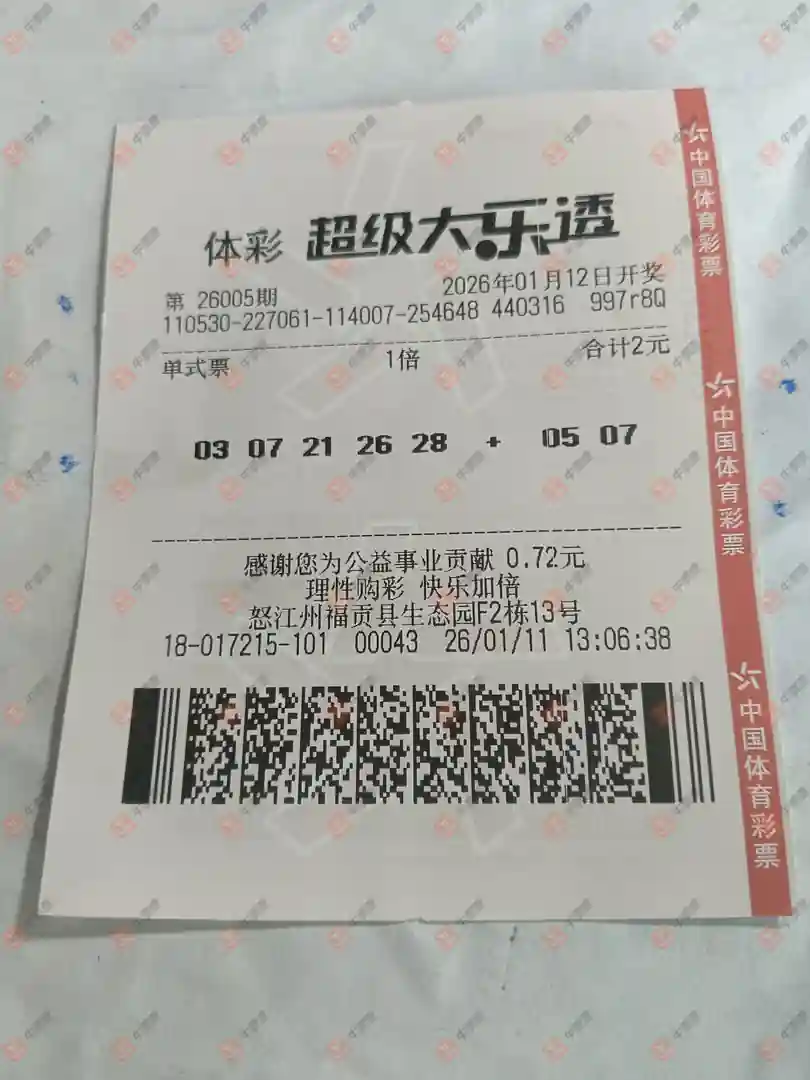 体彩 超级大乐透
第 26005期 2026年01月12日开奖
110530-227061-114007-254648 440316 997r8Q
单式票 1倍 合计2元
03 07 21 26 28 + 05 07
感谢您为公益事业贡献 0.72元
理性购彩 快乐加倍
怒江州福贡县生态园F2栋13号
18-017215-101 00043 26/01/11 13:06:38
中国体育彩票
中国体育彩票
中国体育彩票